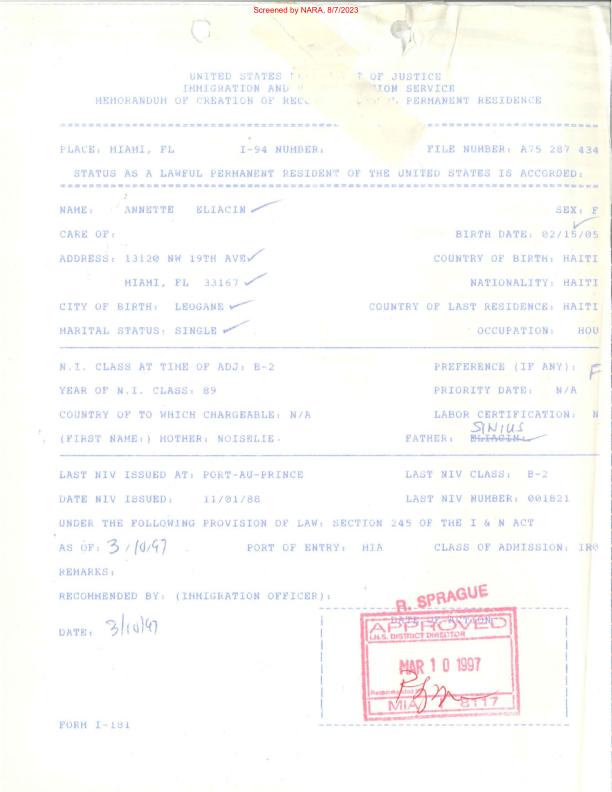 Screened by NARA, 8/7/2023
UNITED STATES OF JUSTICE
IMMIGRATION AND SERVICE
MEMORANDUM OF CREATION OF PERMANENT RESIDENCE
PLACE: MIAMI, FL I-94 NUMBER: FILE NUMBER: A75 287 434
STATUS AS A LAWFUL PERMANENT RESIDENT OF THE UNITED STATES IS ACCORDED:
NAME: ANNETTE ELIACIN SEX: F
CARE OF: BIRTH DATE: 02/15/05
ADDRESS: 13120 NW 19TH AVE COUNTRY OF BIRTH: HAITI
MIAMI, FL 33167 NATIONALITY: HAITI
CITY OF BIRTH: LEOGANE COUNTRY OF LAST RESIDENCE: HAITI
MARITAL STATUS: SINGLE OCCUPATION: HOU
N.I. CLASS AT TIME OF ADJ: B-2 PREFERENCE (IF ANY): F
YEAR OF N.I. CLASS: 89 PRIORITY DATE: N/A
COUNTRY OF TO WHICH CHARGEABLE: N/A LABOR CERTIFICATION: N
SINIUS
(FIRST NAME:) MOTHER: NOISELIE FATHER: ELIACIN
LAST NIV ISSUED AT: PORT-AU-PRINCE LAST NIV CLASS: B-2
DATE NIV ISSUED: 11/01/88 LAST NIV NUMBER: 001821
UNDER THE FOLLOWING PROVISION OF LAW: SECTION 245 OF THE I & N ACT
AS OF: 3/10/97 PORT OF ENTRY: MIA CLASS OF ADMISSION: IR0
REMARKS:
RECOMMENDED BY: (IMMIGRATION OFFICER):
R. SPRAGUE
DATE OF ACTION
DATE: 3/10/97
APPROVED
I.N.S. DISTRICT DIRECTOR
MAR 10 1997
MIA 8117
FORM I-181